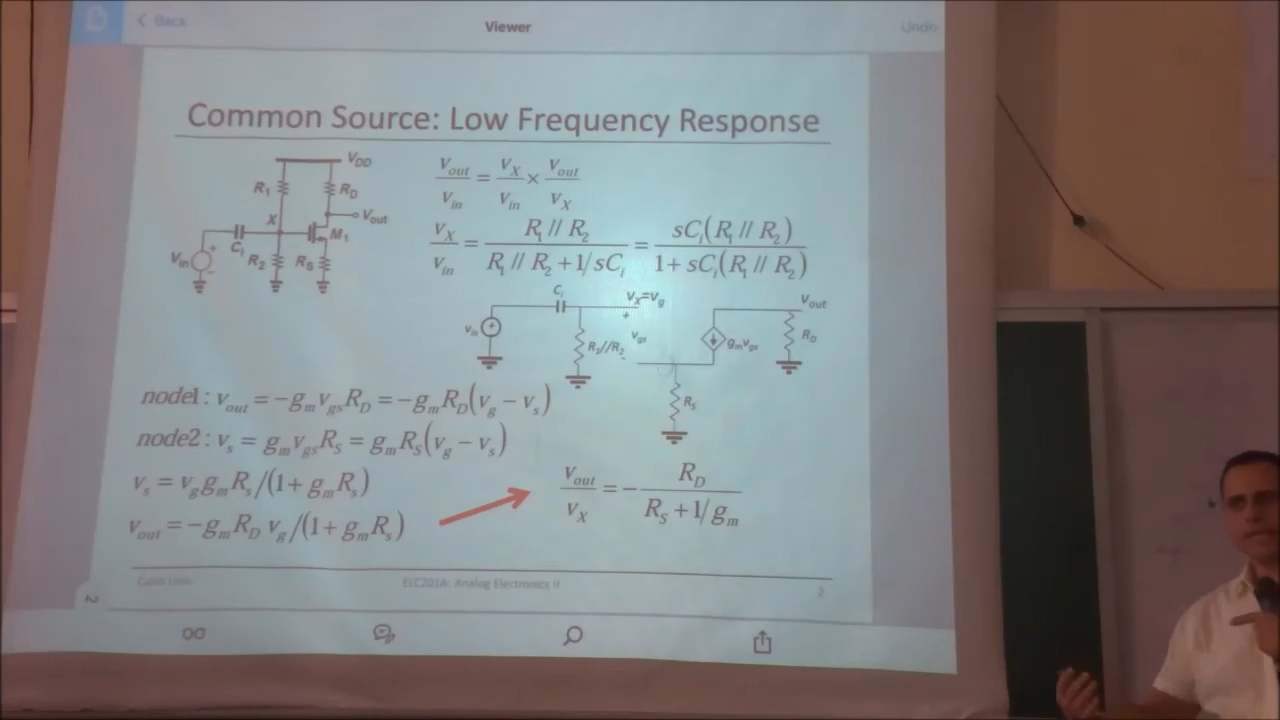 Back
Viewer
Undo
Common Source: Low Frequency Response
V_DD
R_1
R_D
X
V_out
C_i
M_1
V_in
R_2
R_S
V_out/V_in = V_X/V_in × V_out/V_X
V_X/V_in = R_1 // R_2 / (R_1 // R_2 + 1/sC_i) = sC_i(R_1 // R_2) / (1 + sC_i(R_1 // R_2))
C_i
v_X=v_g
V_out
+
v_in
R_1//R_2
v_gs
-
g_mv_gs
R_D
R_s
node1: v_out = -g_m v_gs R_D = -g_m R_D(v_g - v_s)
node2: v_s = g_m v_gs R_S = g_m R_S(v_g - v_s)
v_s = v_g g_m R_s/(1 + g_m R_s)
v_out = -g_m R_D v_g/(1 + g_m R_s)
V_out/V_X = - R_D / (R_S + 1/g_m)
ELC201A: Analog Electronics II
2
2